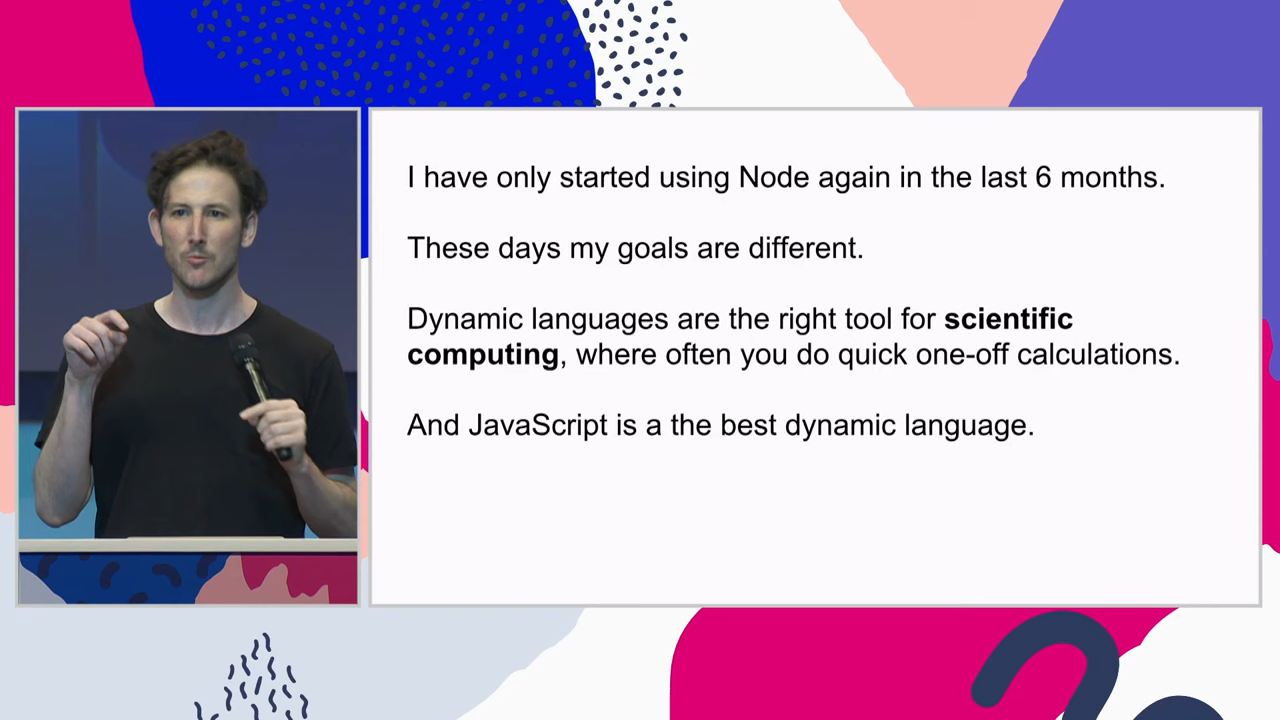 I have only started using Node again in the last 6 months.
These days my goals are different.
Dynamic languages are the right tool for scientific
computing, where often you do quick one-off calculations.
And JavaScript is a the best dynamic language.